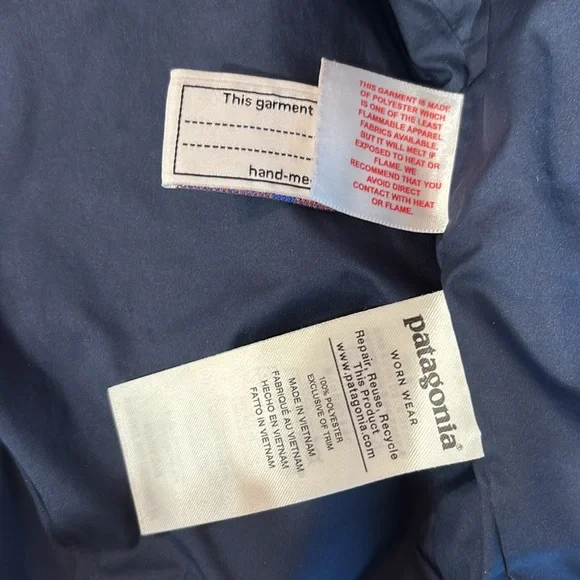 This garment
hand-me
THIS GARMENT IS MADE
OF POLYESTER WHICH
IS ONE OF THE LEAST
FLAMMABLE APPAREL
FABRICS AVAILABLE.
BUT IT WILL MELT IF
EXPOSED TO HEAT OR
FLAME. WE
RECOMMEND THAT YOU
AVOID DIRECT
CONTACT WITH HEAT
OR FLAME.
patagonia®
WORN WEAR
Repair, Reuse, Recycle
This Product
www.patagonia.com
100% POLYESTER
EXCLUSIVE OF TRIM
MADE IN VIETNAM
FABRIQUÉ AU VIETNAM
HECHO EN VIETNAM
FATTO IN VIETNAM